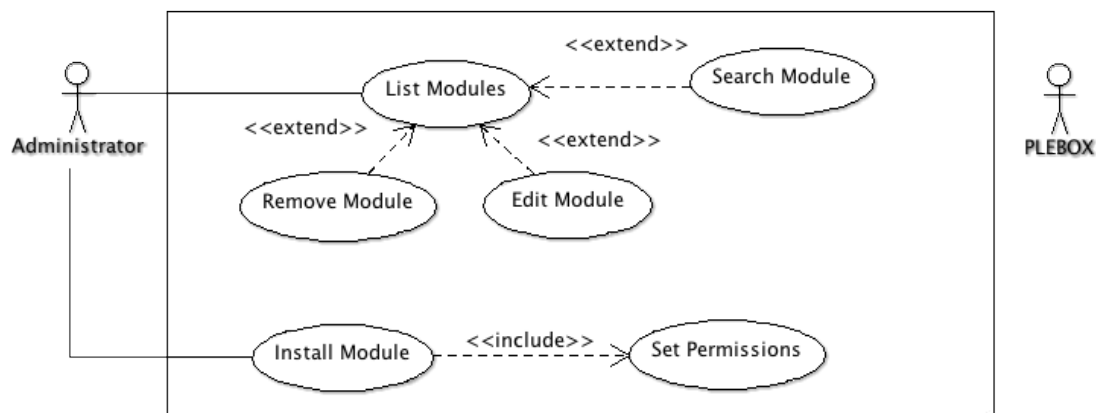 <<extend>>
Search Module
List Modules
Administrator
PLEBOX
<<extend>>
<<extend>>
Remove Module
Edit Module
<<include>>
Install Module
Set Permissions